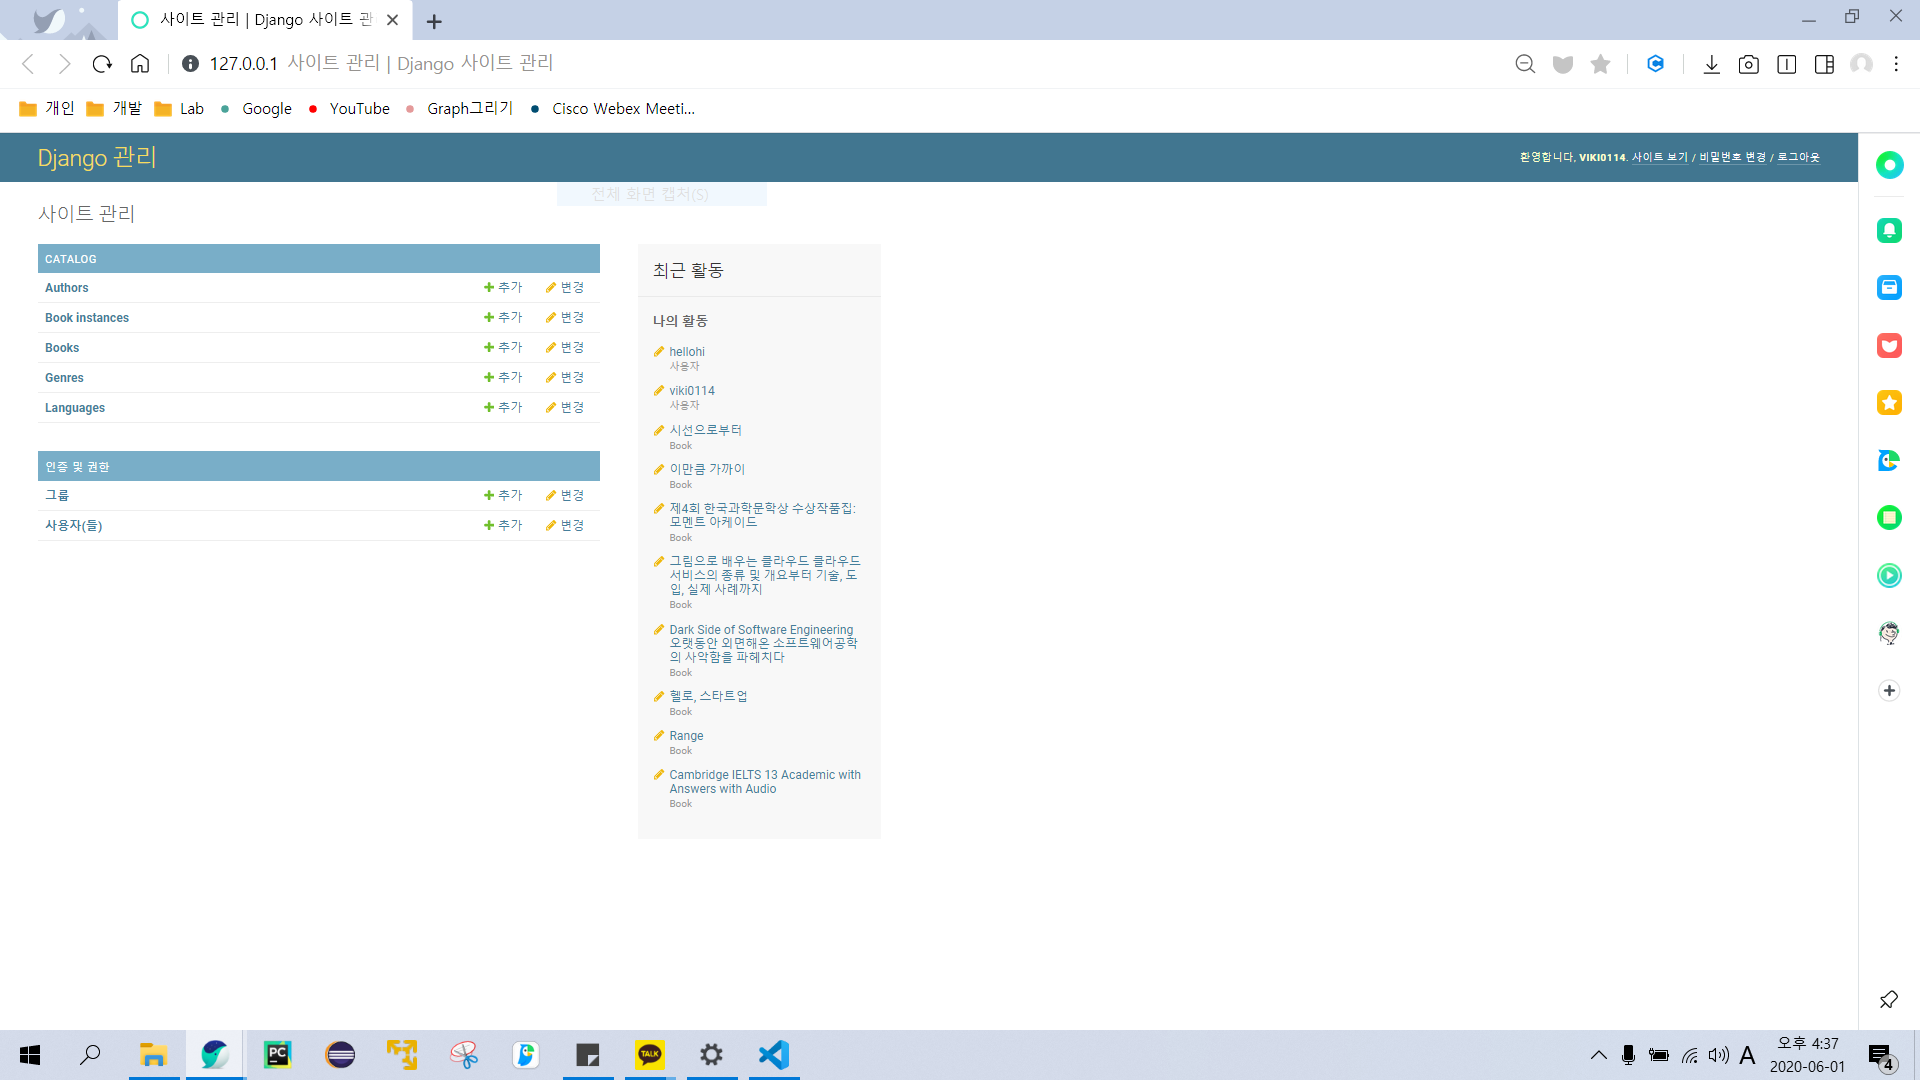 사이트 관리 | Django 사이트 관
127.0.0.1 사이트 관리 | Django 사이트 관리
개인 개발 Lab Google YouTube Graph그리기 Cisco Webex Meeti...
Django 관리
환영합니다, VIKI0114. 사이트 보기 / 비밀번호 변경 / 로그아웃
전체 화면 캡처(S)
사이트 관리
CATALOG
Authors 추가 변경
Book instances 추가 변경
Books 추가 변경
Genres 추가 변경
Languages 추가 변경
인증 및 권한
그룹 추가 변경
사용자(들) 추가 변경
최근 활동
나의 활동
hellohi
사용자
viki0114
사용자
시선으로부터
Book
이만큼 가까이
Book
제4회 한국과학문학상 수상작품집:
모멘트 아케이드
Book
그림으로 배우는 클라우드 클라우드
서비스의 종류 및 개요부터 기술, 도
입, 실제 사례까지
Book
Dark Side of Software Engineering
오랫동안 외면해온 소프트웨어공학
의 사악함을 파헤치다
Book
헬로, 스타트업
Book
Range
Book
Cambridge IELTS 13 Academic with
Answers with Audio
Book
PC
TALK
A
오후 4:37
2020-06-01
4